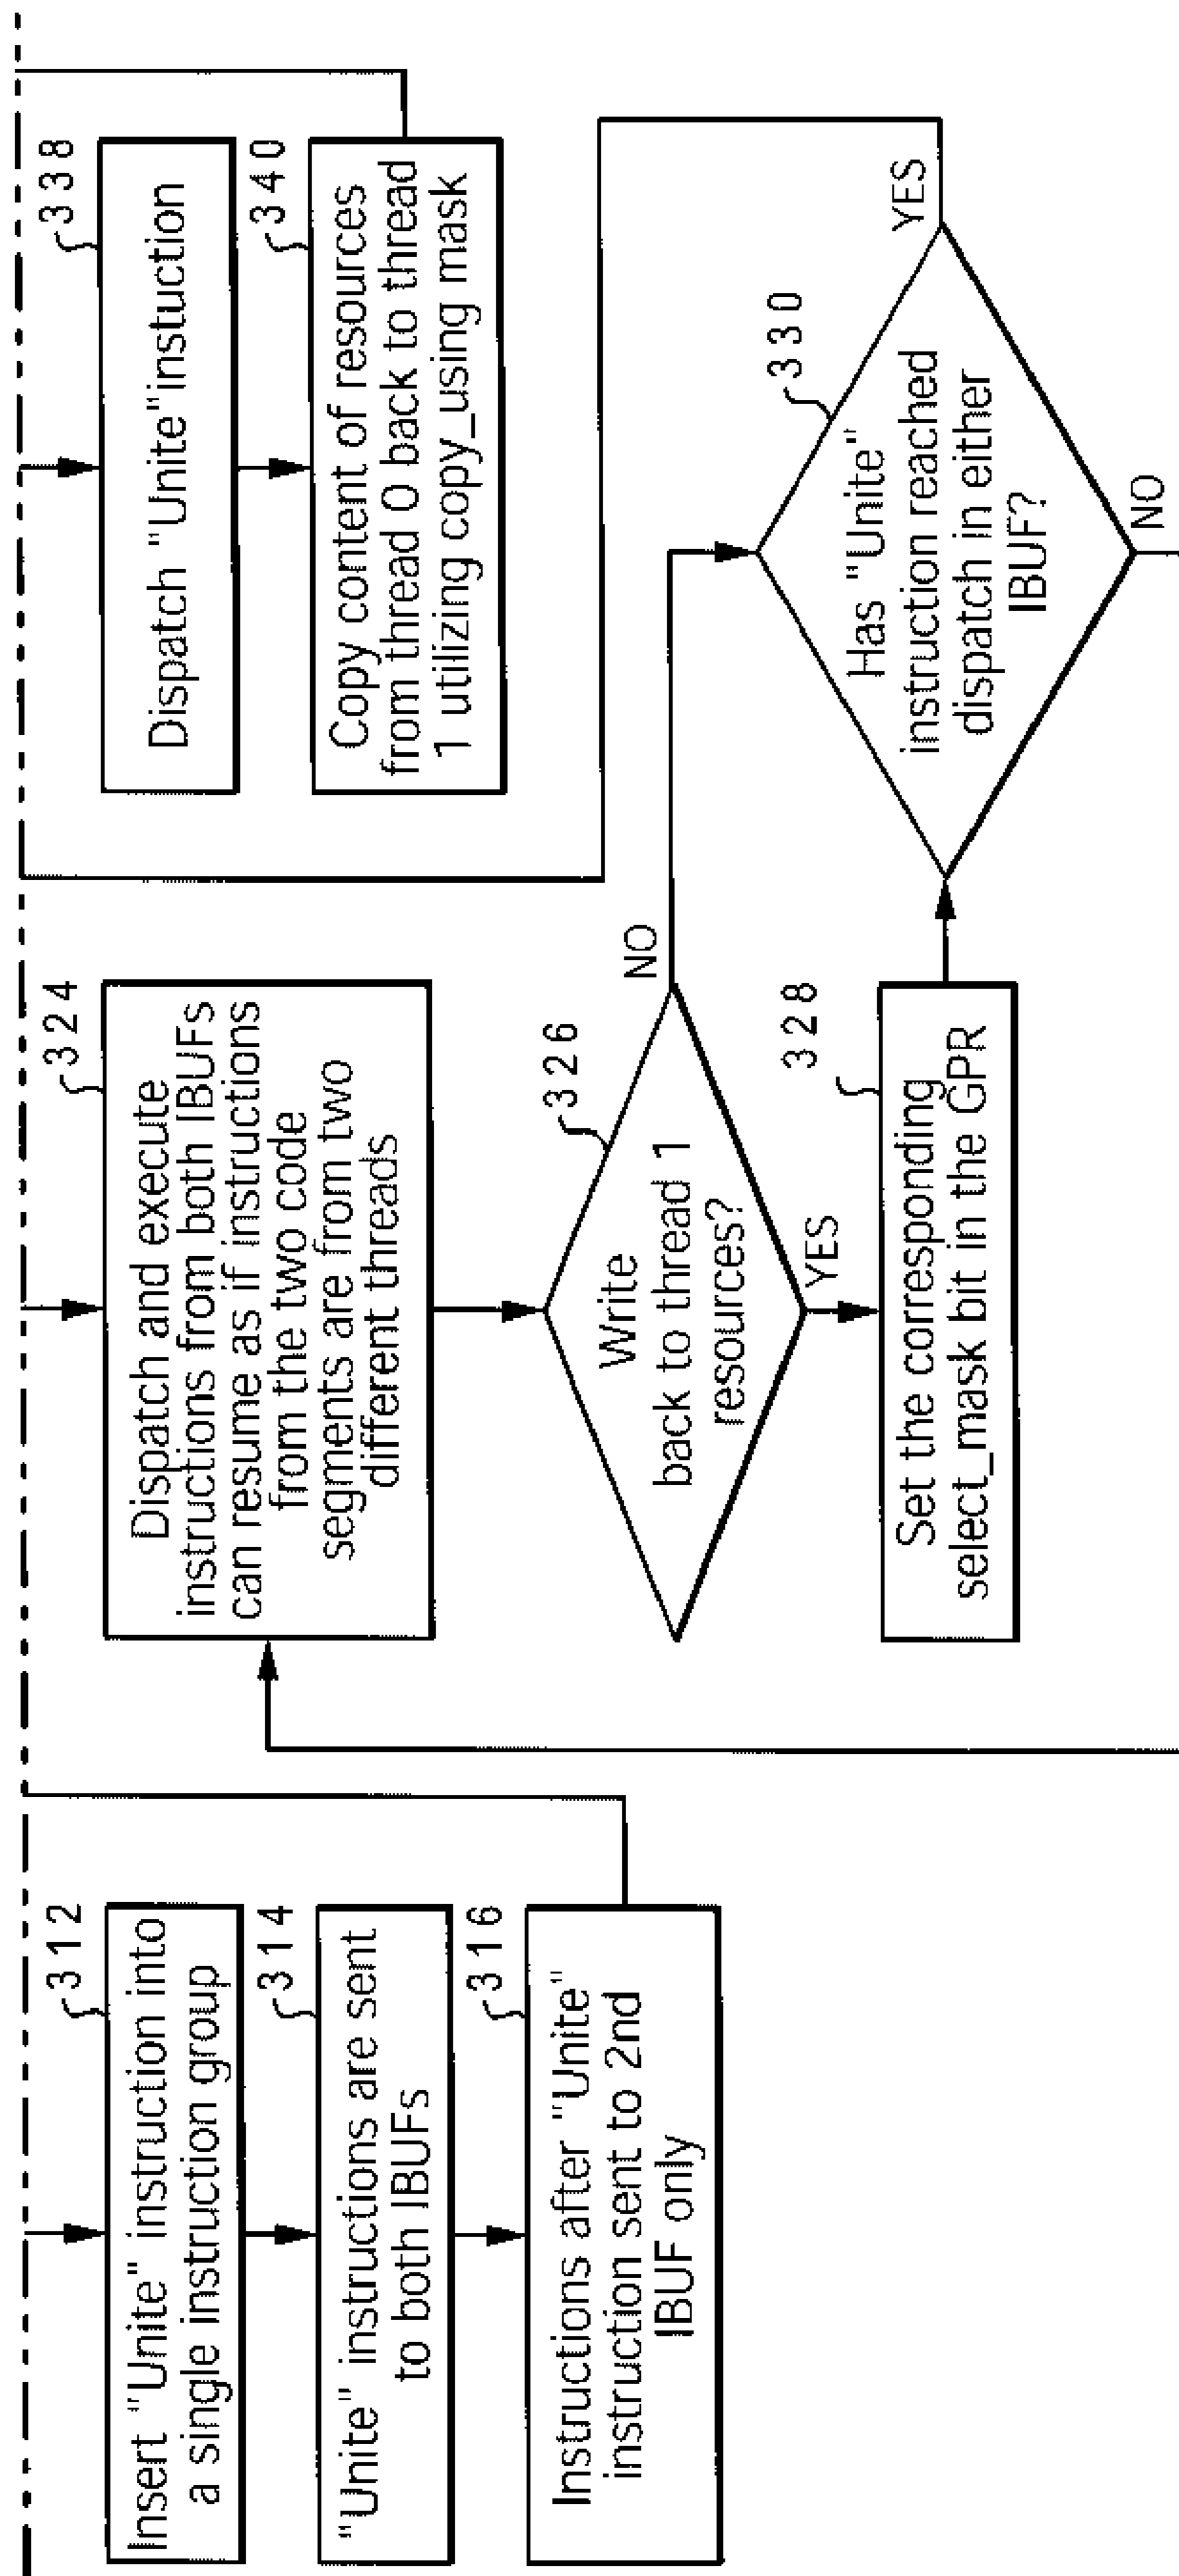 312
Insert "Unite" instruction into
a single instruction group
314
"Unite" instructions are sent
to both IBUFs
316
Instructions after "Unite"
instruction sent to 2nd
IBUF only
324
Dispatch and execute
instructions from both IBUFs
can resume as if instructions
from the two code
segments are from two
different threads
326
Write
back to thread 1
resources?
NO
YES
328
Set the corresponding
select_mask bit in the GPR
338
Dispatch "Unite"instuction
340
Copy content of resources
from thread 0 back to thread
1 utilizing copy_using mask
330
Has "Unite"
instruction reached
dispatch in either
IBUF?
YES
NO